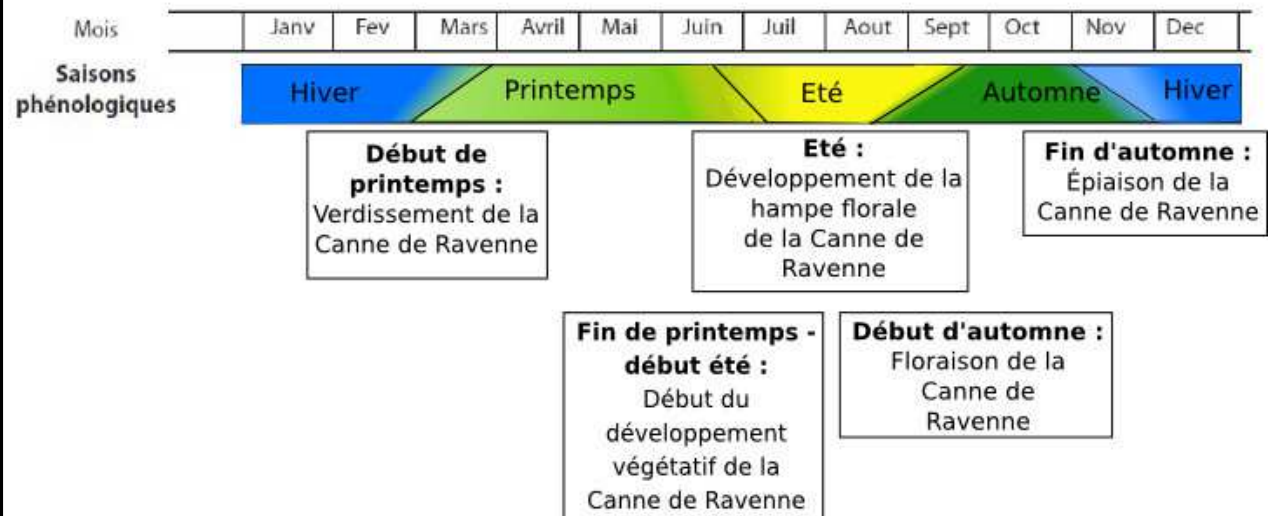 Mois Janv Fev Mars Avril Mai Juin Juil Aout Sept Oct Nov Dec
Saisons
phénologiques
Hiver Printemps Eté Automne Hiver
Début de
printemps :
Verdissement de la
Canne de Ravenne
Eté :
Développement de la
hampe florale
de la Canne de
Ravenne
Fin d'automne :
Épiaison de la
Canne de Ravenne
Fin de printemps -
début été :
Début du
développement
végétatif de la
Canne de Ravenne
Début d'automne :
Floraison de la
Canne de
Ravenne